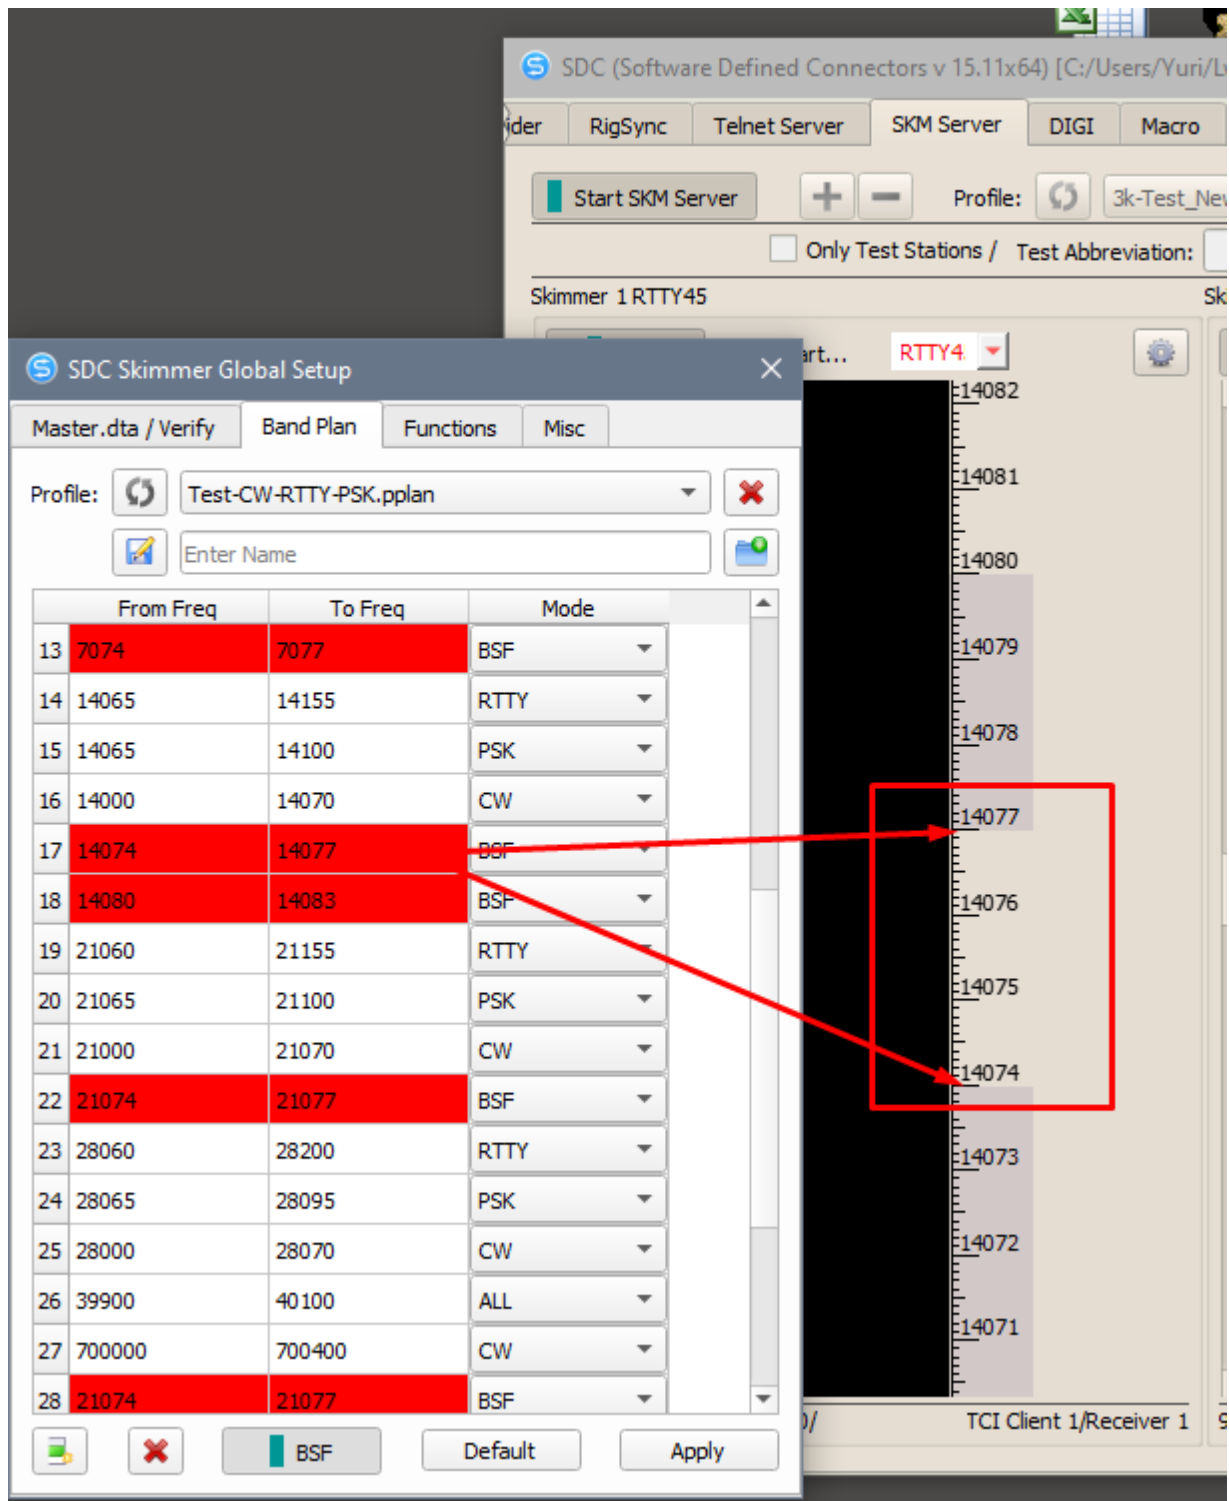 SDC (Software Defined Connectors v 15.11x64) [C:/Users/Yuri/
RigSync Telnet Server SKM Server DIGI Macro
Start SKM Server Profile: 3k-Test_New
Only Test Stations / Test Abbreviation:
Skimmer 1 RTTY45
RTTY4
SDC Skimmer Global Setup
Master.dta / Verify Band Plan Functions Misc
Profile: Test-CW-RTTY-PSK.pplan
Enter Name
From Freq To Freq Mode
13 7074 7077 BSF
14 14065 14155 RTTY
15 14065 14100 PSK
16 14000 14070 CW
17 14074 14077 BSF
18 14080 14083 BSF
19 21060 21155 RTTY
20 21065 21100 PSK
21 21000 21070 CW
22 21074 21077 BSF
23 28060 28200 RTTY
24 28065 28095 PSK
25 28000 28070 CW
26 39900 40100 ALL
27 700000 700400 CW
28 21074 21077 BSF
BSF Default Apply
14082
14081
14080
14079
14078
14077
14076
14075
14074
14073
14072
14071
TCI Client 1/Receiver 1